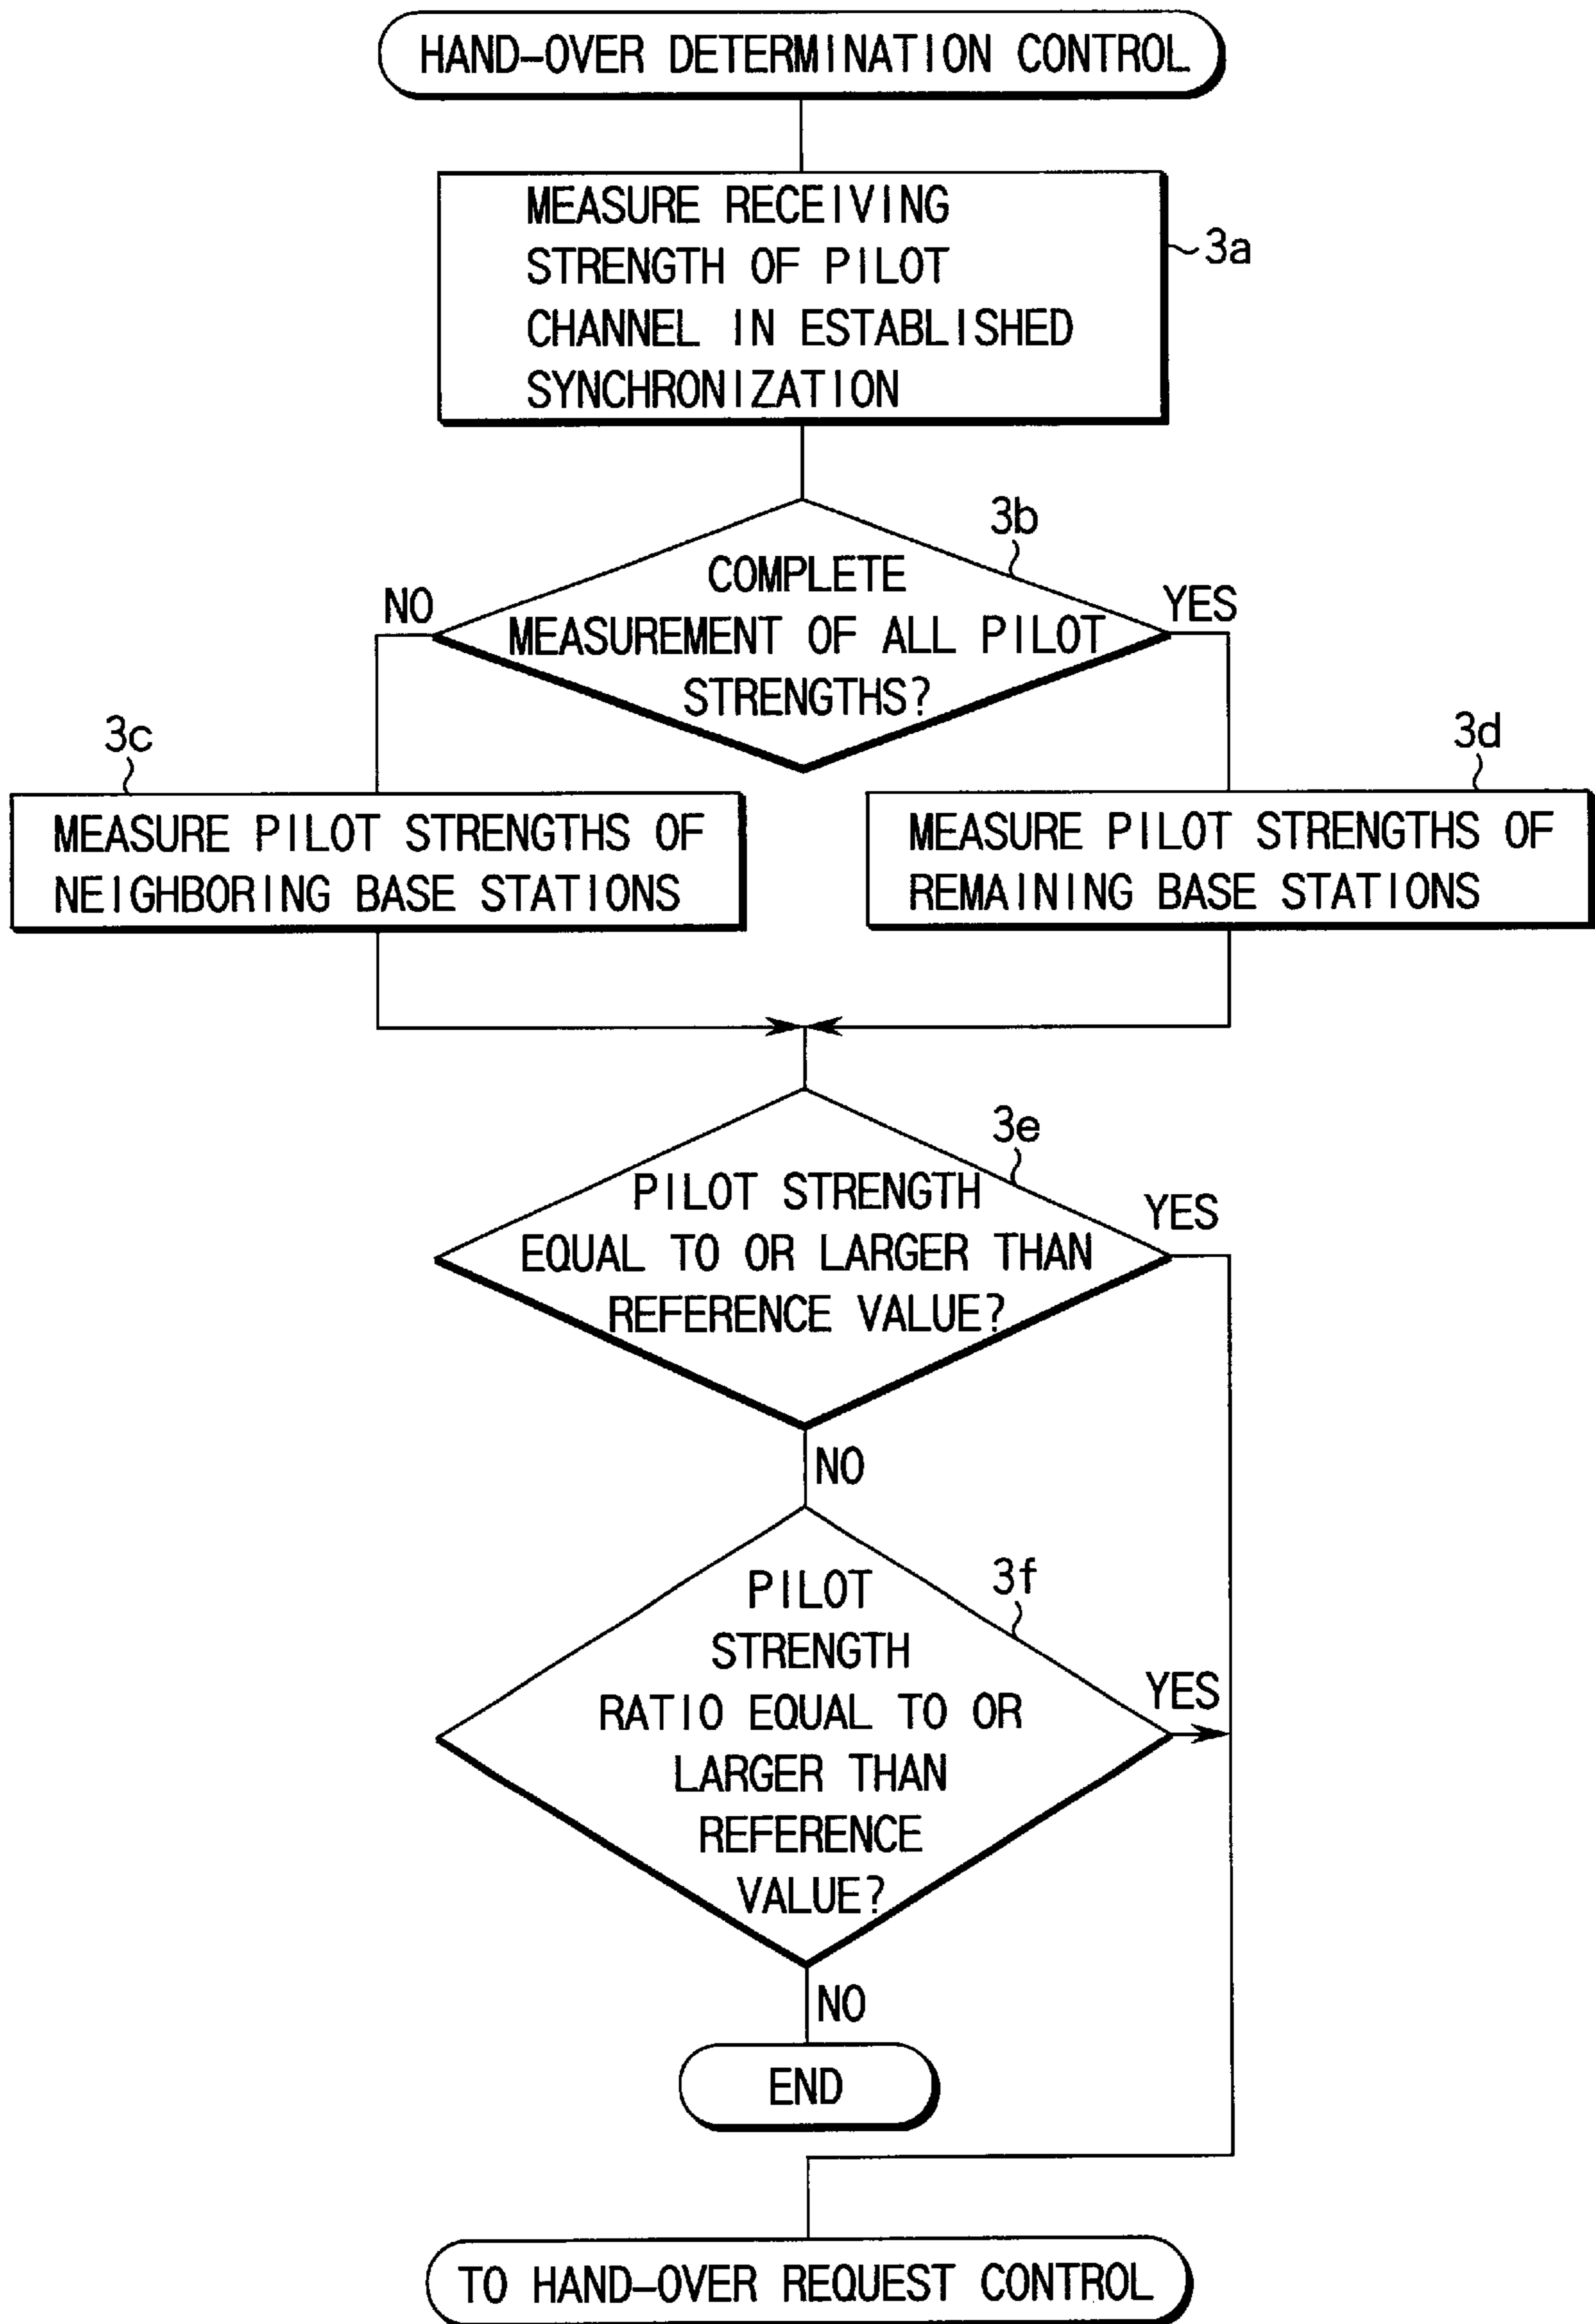 HAND-OVER DETERMINATION CONTROL
MEASURE RECEIVING
STRENGTH OF PILOT
CHANNEL IN ESTABLISHED
SYNCHRONIZATION
3a
3b
COMPLETE
MEASUREMENT OF ALL PILOT
STRENGTHS?
NO
YES
3c
MEASURE PILOT STRENGTHS OF
NEIGHBORING BASE STATIONS
3d
MEASURE PILOT STRENGTHS OF
REMAINING BASE STATIONS
3e
PILOT STRENGTH
EQUAL TO OR LARGER THAN
REFERENCE VALUE?
YES
NO
3f
PILOT
STRENGTH
RATIO EQUAL TO OR
LARGER THAN
REFERENCE
VALUE?
YES
NO
END
TO HAND-OVER REQUEST CONTROL